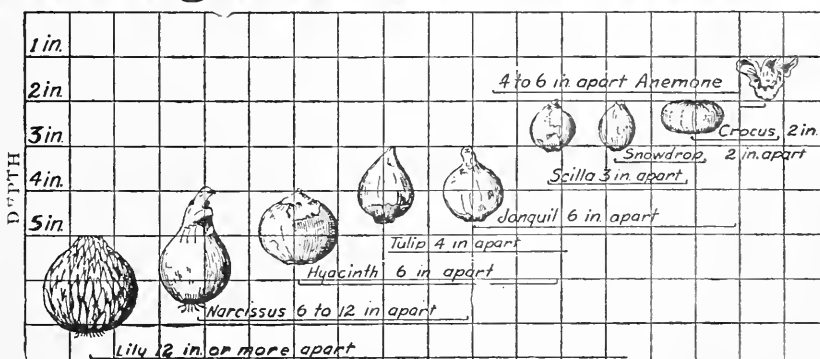 1 in.
2 in.
3 in.
4 in.
5 in.
DEPTH
4 to 6 in. apart Anemone
Crocus, 2 in.
Snowdrop, 2 in. apart
Scilla 3 in apart
Jonquil 6 in apart
Tulip 4 in apart
Hyacinth 6 in apart
Narcissus 6 to 12 in apart
Lily 12 in. or more apart